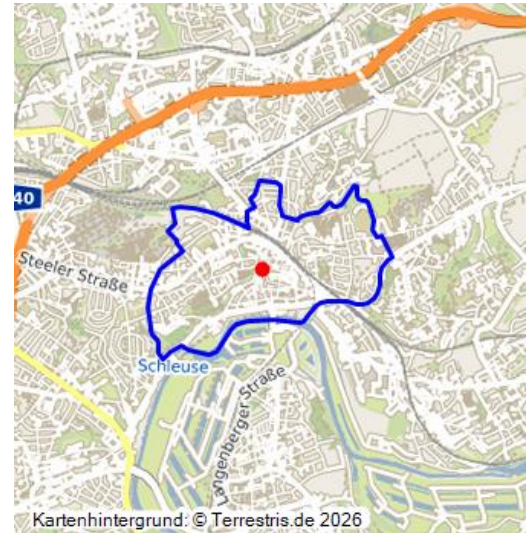 40
Steeler Straße
Schleuse
Langenberger Straße
Kartenhintergrund: © Terrestris.de 2026